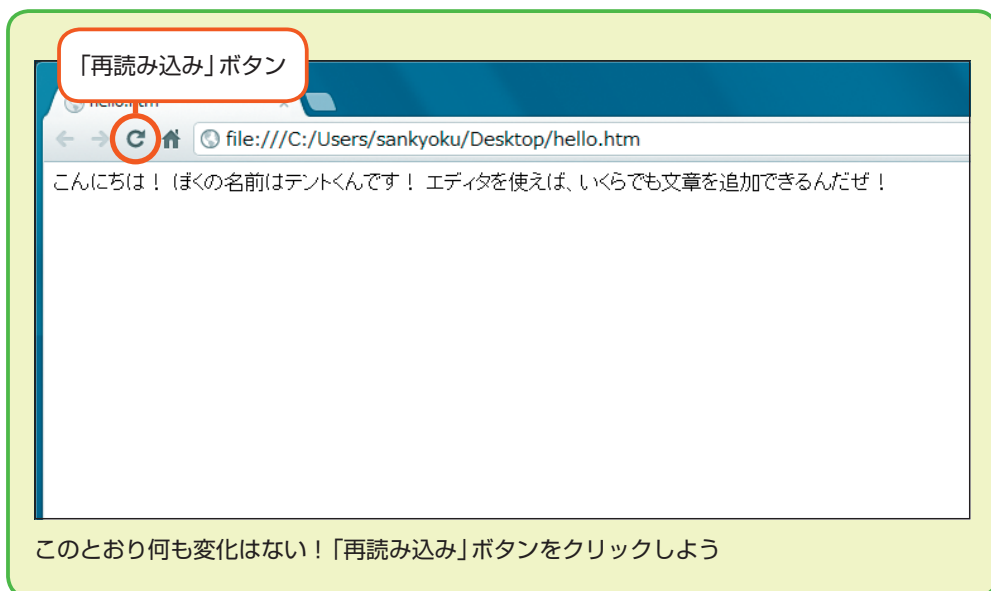 「再読み込み」ボタン
hello.htm
file:///C:/Users/sankyoku/Desktop/hello.htm
こんにちは！ ぼくの名前はテントくんです！ エディタを使えば、いくらでも文章を追加できるんだぜ！
このとおり何も変化はない！「再読み込み」ボタンをクリックしよう